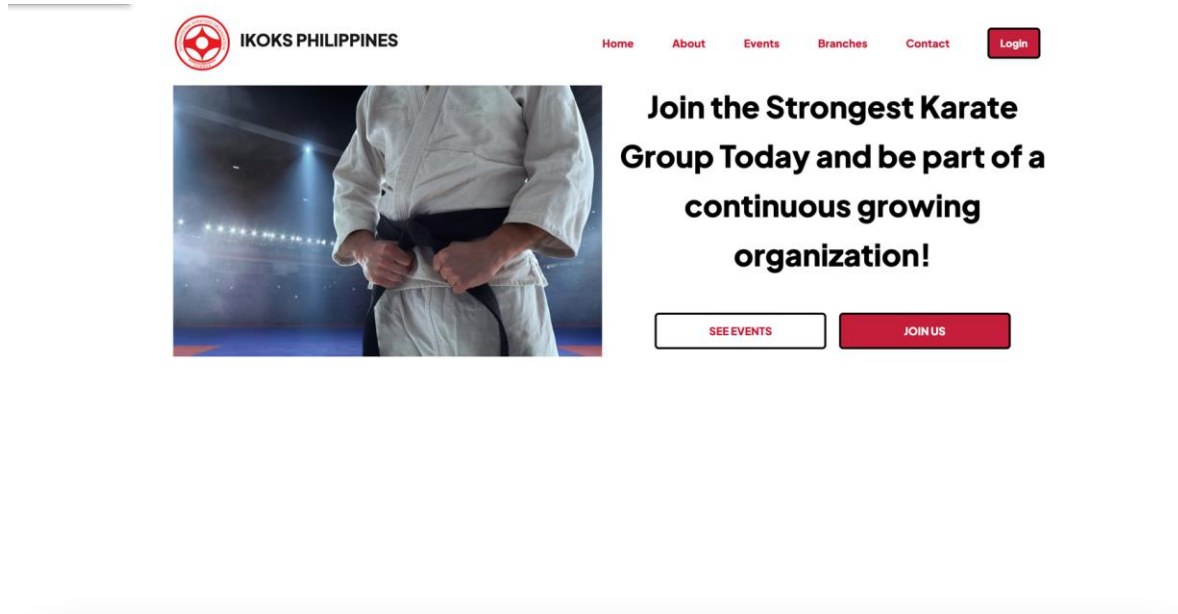 IKOKS PHILIPPINES
Home About Events Branches Contact Login
Join the Strongest Karate
Group Today and be part of a
continuous growing
organization!
SEE EVENTS JOIN US